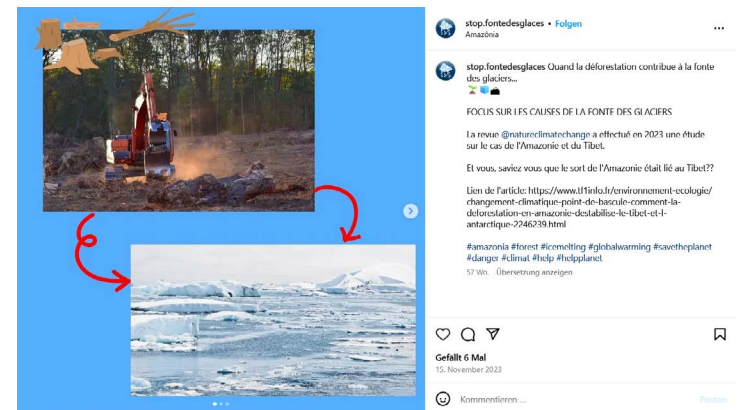 stop.fontedesglaces • Folgen
Amazônia
stop.fontedesglaces Quand la déforestation contribue à la fonte
des glaciers...
FOCUS SUR LES CAUSES DE LA FONTE DES GLACIERS
La revue @natureclimatechange a effectué en 2023 une étude
sur le cas de l'Amazonie et du Tibet.
Et vous, saviez vous que le sort de l'Amazonie était lié au Tibet??
Lien de l'article: https://www.tf1info.fr/environnement-ecologie/
changement-climatique-point-de-bascule-comment-la-
deforestation-en-amazonie-destabilise-le-tibet-et-l-
antarctique-2246239.html
#amazonia #forest #icemelting #globalwarming #savetheplanet
#danger #climat #help #helpplanet
57 Wo. Übersetzung anzeigen
Gefällt 6 Mal
15. November 2023
Kommentieren ...
Posten